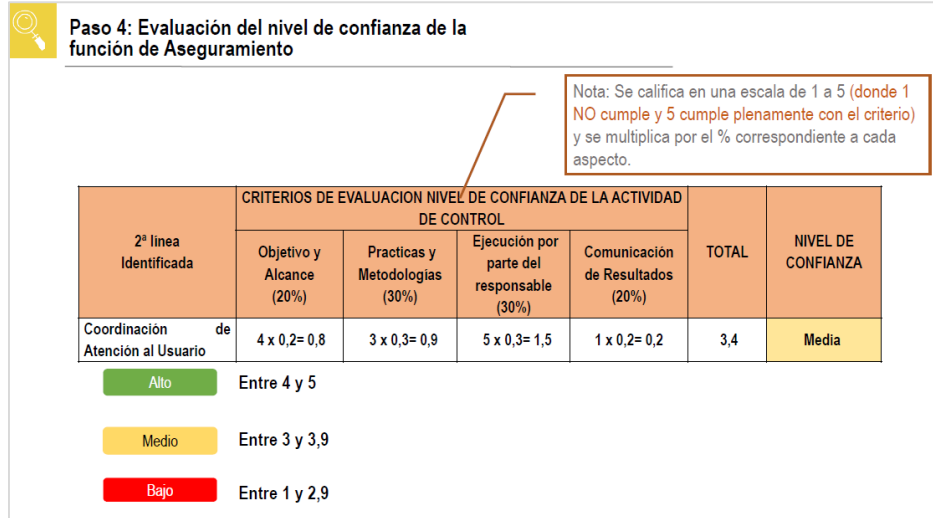 Paso 4: Evaluación del nivel de confianza de la
función de Aseguramiento
Nota: Se califica en una escala de 1 a 5 (donde 1
NO cumple y 5 cumple plenamente con el criterio)
y se multiplica por el % correspondiente a cada
aspecto.
2ª linea
Identificada
CRITERIOS DE EVALUACION NIVEL DE CONFIANZA DE LA ACTIVIDAD
DE CONTROL
Objetivo y
Alcance
(20%)
Practicas y
Metodologías
(30%)
Ejecución por
parte del
responsable
(30%)
Comunicación
de Resultados
(20%)
TOTAL
NIVEL DE
CONFIANZA
Coordinación de
Atención al Usuario
4 x 0,2= 0,8
3 x 0,3= 0,9
5 x 0,3= 1,5
1 x 0,2= 0,2
3,4
Media
Alto Entre 4 y 5
Medio Entre 3 y 3,9
Bajo Entre 1 y 2,9